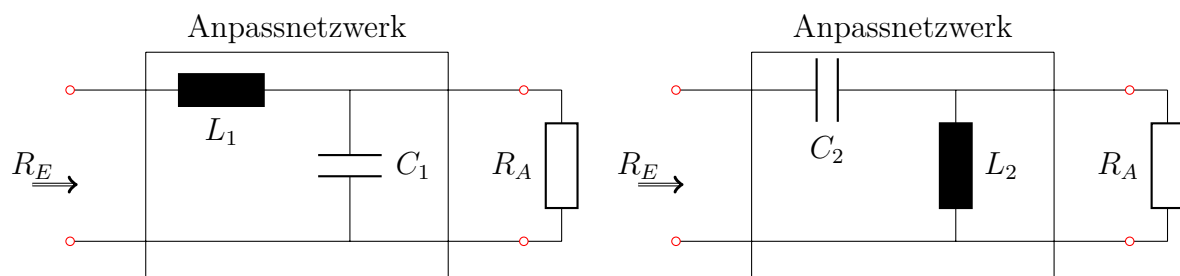 Anpassnetzwerk
L₁
C₁
R_E
R_A
Anpassnetzwerk
C₂
L₂
R_E
R_A